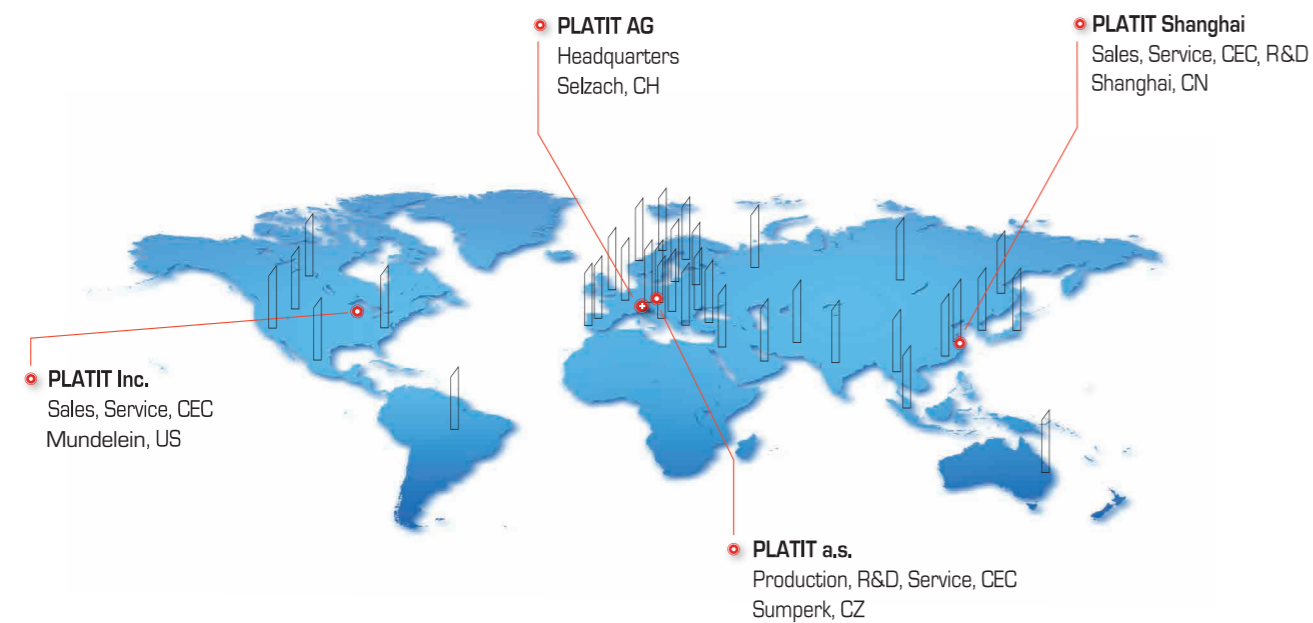 PLATIT AG
Headquarters
Selzach, CH
PLATIT Shanghai
Sales, Service, CEC, R&D
Shanghai, CN
PLATIT Inc.
Sales, Service, CEC
Mundelein, US
PLATIT a.s.
Production, R&D, Service, CEC
Sumperk, CZ